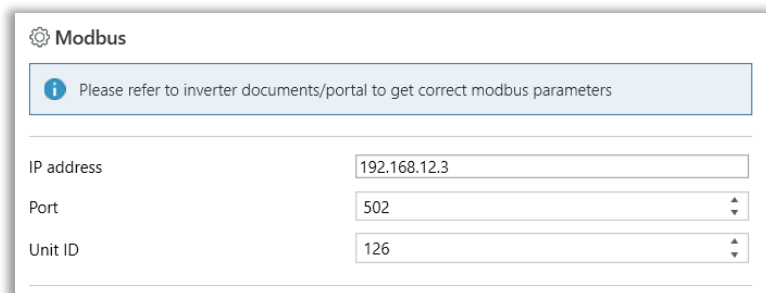 Modbus
Please refer to inverter documents/portal to get correct modbus parameters
IP address 192.168.12.3
Port 502
Unit ID 126